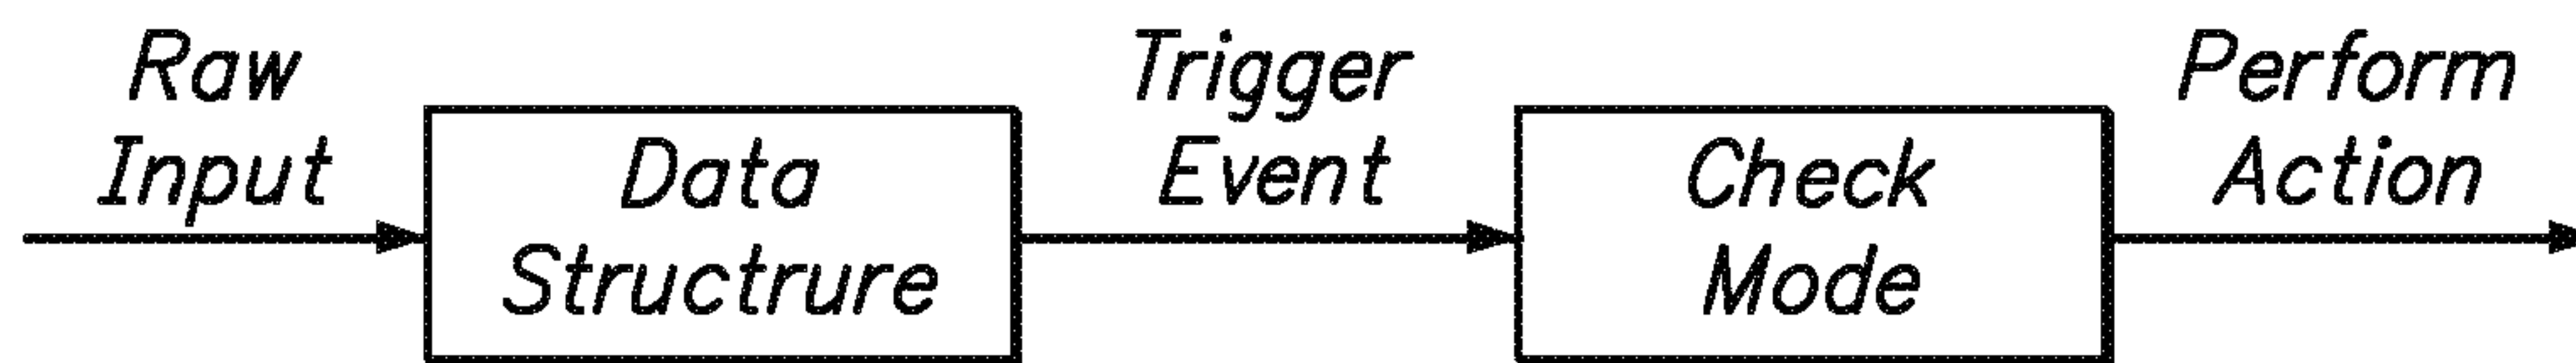 Raw
Input
Data
Structrure
Trigger
Event
Check
Mode
Perform
Action